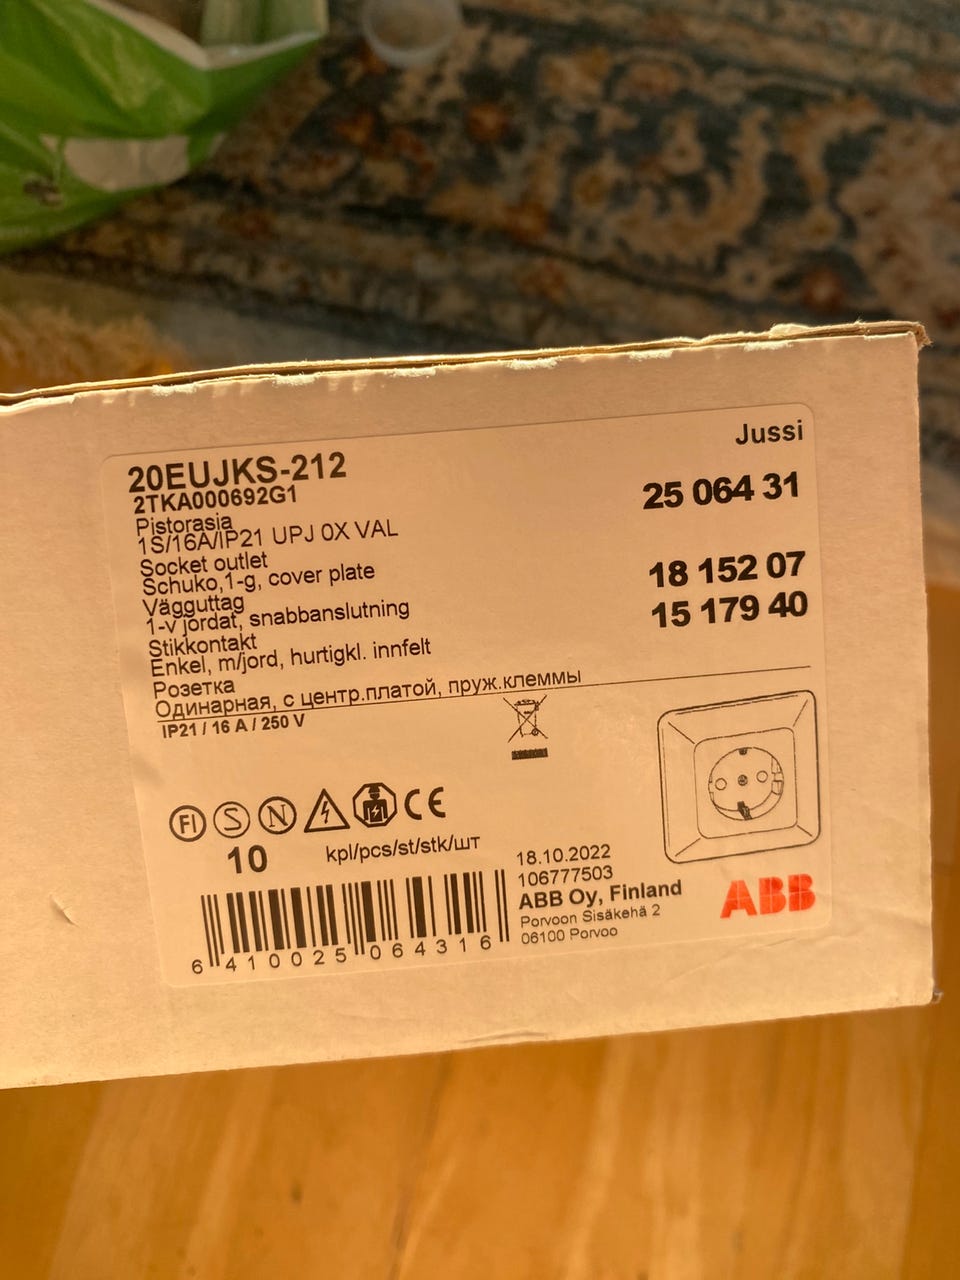 Jussi
20EUJKS-212
2TKA000692G1
25 064 31
Pistorasia
1S/16A/IP21 UPJ 0X VAL
Socket outlet
Schuko,1-g, cover plate
18 152 07
Vägguttag
1-v jordat, snabbanslutning
15 179 40
Stikkontakt
Enkel, m/jord, hurtigkl. innfelt
Розетка
Одинарная, с центр.платой, пруж.клеммы
IP21 / 16 A / 250 V
FI S N CE
10 kpl/pcs/st/stk/шт
18.10.2022
106777503
ABB Oy, Finland
Porvoon Sisäkehä 2
06100 Porvoo
ABB
6 410025 064316